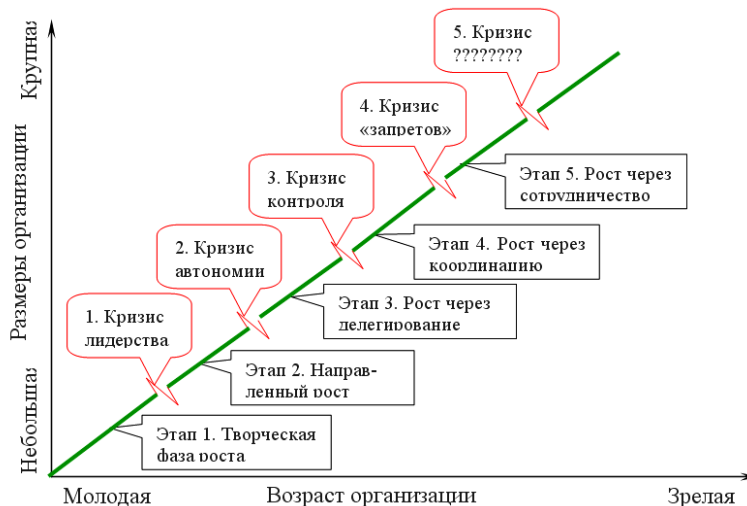 5. Кризис
????????
4. Кризис
«запретов»
3. Кризис
контроля
2. Кризис
автономии
1. Кризис
лидерства
Этап 5. Рост через
сотрудничество
Этап 4. Рост через
координацию
Этап 3. Рост через
делегирование
Этап 2. Направ-
ленный рост
Этап 1. Творческая
фаза роста
Крупная
Размеры организации
Небольшая
Молодая
Возраст организации
Зрелая